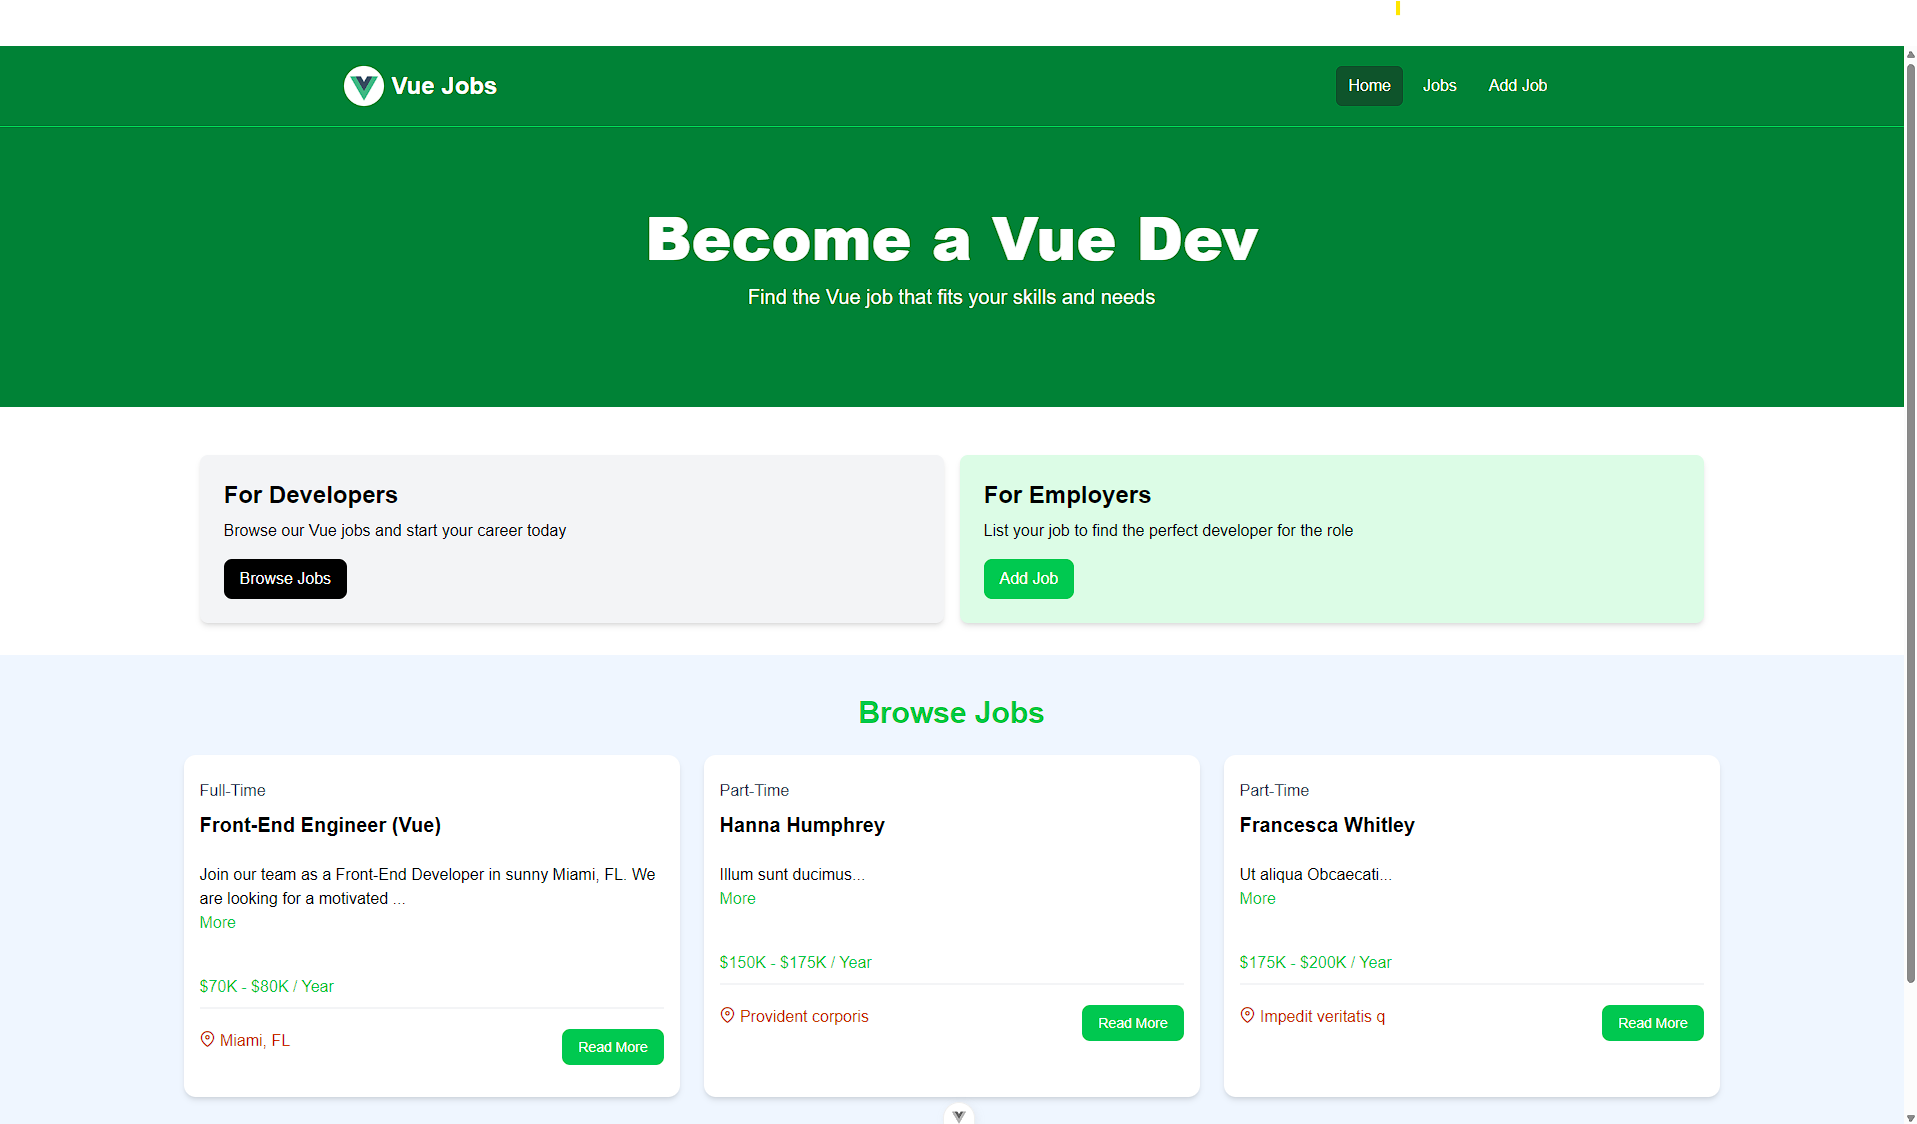 Vue Jobs
Home
Jobs
Add Job
Become a Vue Dev
Find the Vue job that fits your skills and needs
For Developers
Browse our Vue jobs and start your career today
Browse Jobs
For Employers
List your job to find the perfect developer for the role
Add Job
Browse Jobs
Full-Time
Front-End Engineer (Vue)
Join our team as a Front-End Developer in sunny Miami, FL. We
are looking for a motivated ...
More
$70K - $80K / Year
Miami, FL
Read More
Part-Time
Hanna Humphrey
Illum sunt ducimus...
More
$150K - $175K / Year
Provident corporis
Read More
Part-Time
Francesca Whitley
Ut aliqua Obcaecati...
More
$175K - $200K / Year
Impedit veritatis q
Read More